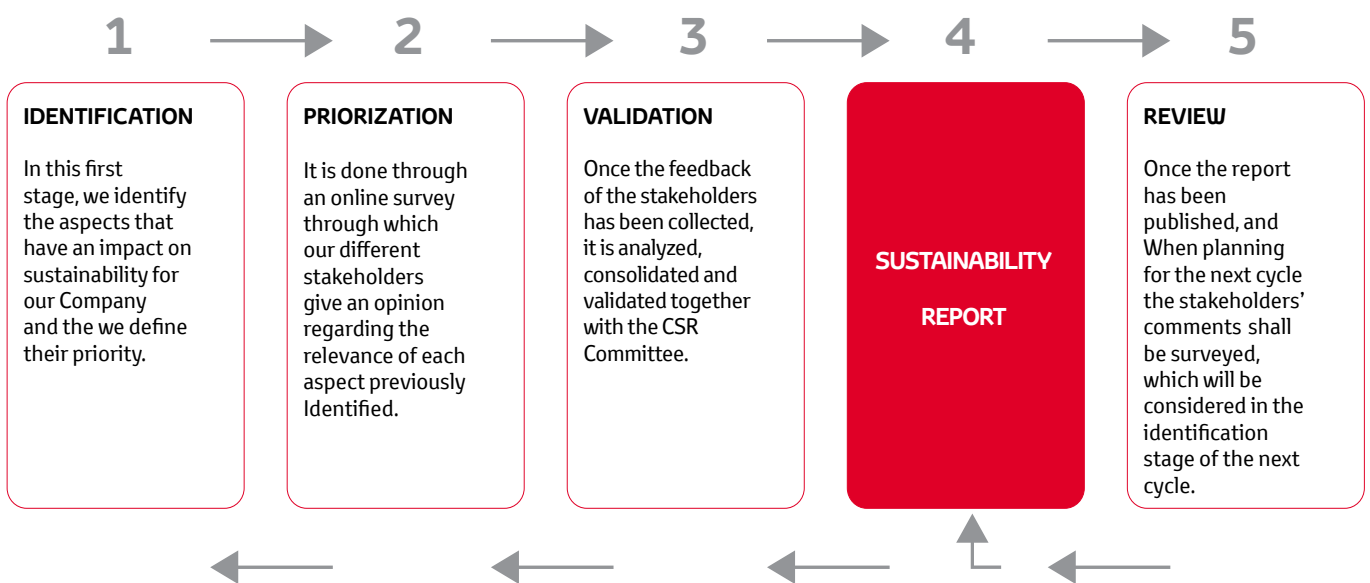 1
2
3
4
5
IDENTIFICATION
In this first
stage, we identify
the aspects that
have an impact on
sustainability for
our Company
and the we define
their priority.
PRIORIZATION
It is done through
an online survey
through which
our different
stakeholders
give an opinion
regarding the
relevance of each
aspect previously
Identified.
VALIDATION
Once the feedback
of the stakeholders
has been collected,
it is analyzed,
consolidated and
validated together
with the CSR
Committee.
SUSTAINABILITY
REPORT
REVIEW
Once the report
has been
published, and
When planning
for the next cycle
the stakeholders’
comments shall
be surveyed,
which will be
considered in the
identification
stage of the next
cycle.